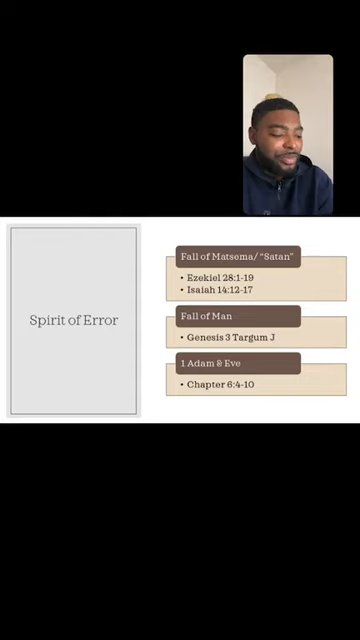 Spirit of Error
Fall of Matsema/ "Satan"
• Ezekiel 28:1-19
• Isaiah 14:12-17
Fall of Man
• Genesis 3 Targum J
1 Adam & Eve
• Chapter 6:4-10